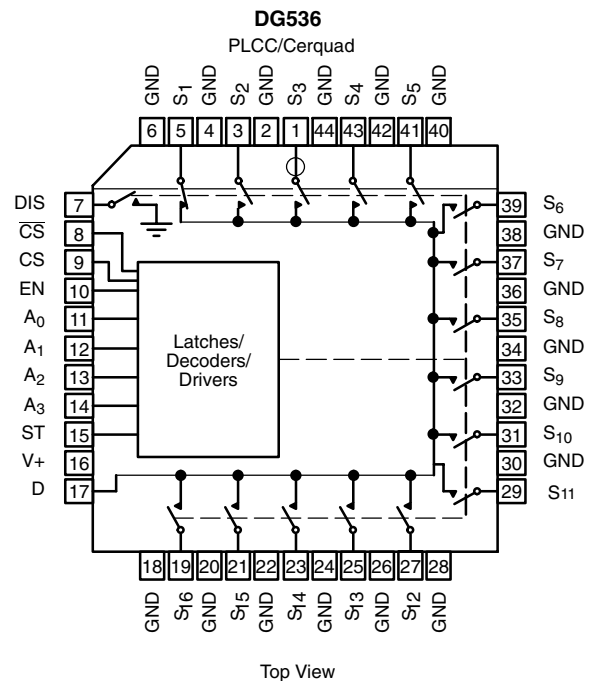 DG536
PLCC/Cerquad
GND S1 GND S2 GND S3 GND S4 GND S5 GND
6 5 4 3 2 1 44 43 42 41 40
DIS 7
CS 8
CS 9
EN 10
A0 11
A1 12
A2 13
A3 14
ST 15
V+ 16
D 17
Latches/
Decoders/
Drivers
39 S6
38 GND
37 S7
36 GND
35 S8
34 GND
33 S9
32 GND
31 S10
30 GND
29 S11
18 19 20 21 22 23 24 25 26 27 28
GND S16 GND S15 GND S14 GND S13 GND S12 GND
Top View